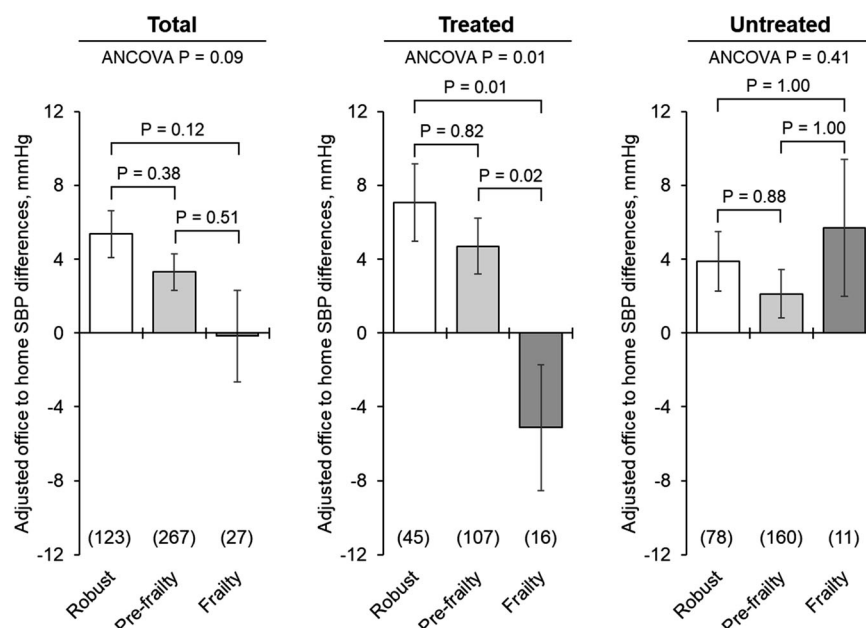 Total
ANCOVA P = 0.09
Adjusted office to home SBP differences, mmHg
12
8
4
0
-4
-8
-12
P = 0.12
P = 0.38
P = 0.51
(123) (267) (27)
Robust
Pre-frailty
Frailty
Treated
ANCOVA P = 0.01
Adjusted office to home SBP differences, mmHg
12
8
4
0
-4
-8
-12
P = 0.01
P = 0.82
P = 0.02
(45) (107) (16)
Robust
Pre-frailty
Frailty
Untreated
ANCOVA P = 0.41
Adjusted office to home SBP differences, mmHg
12
8
4
0
-4
-8
-12
P = 1.00
P = 1.00
P = 0.88
(78) (160) (11)
Robust
Pre-frailty
Frailty